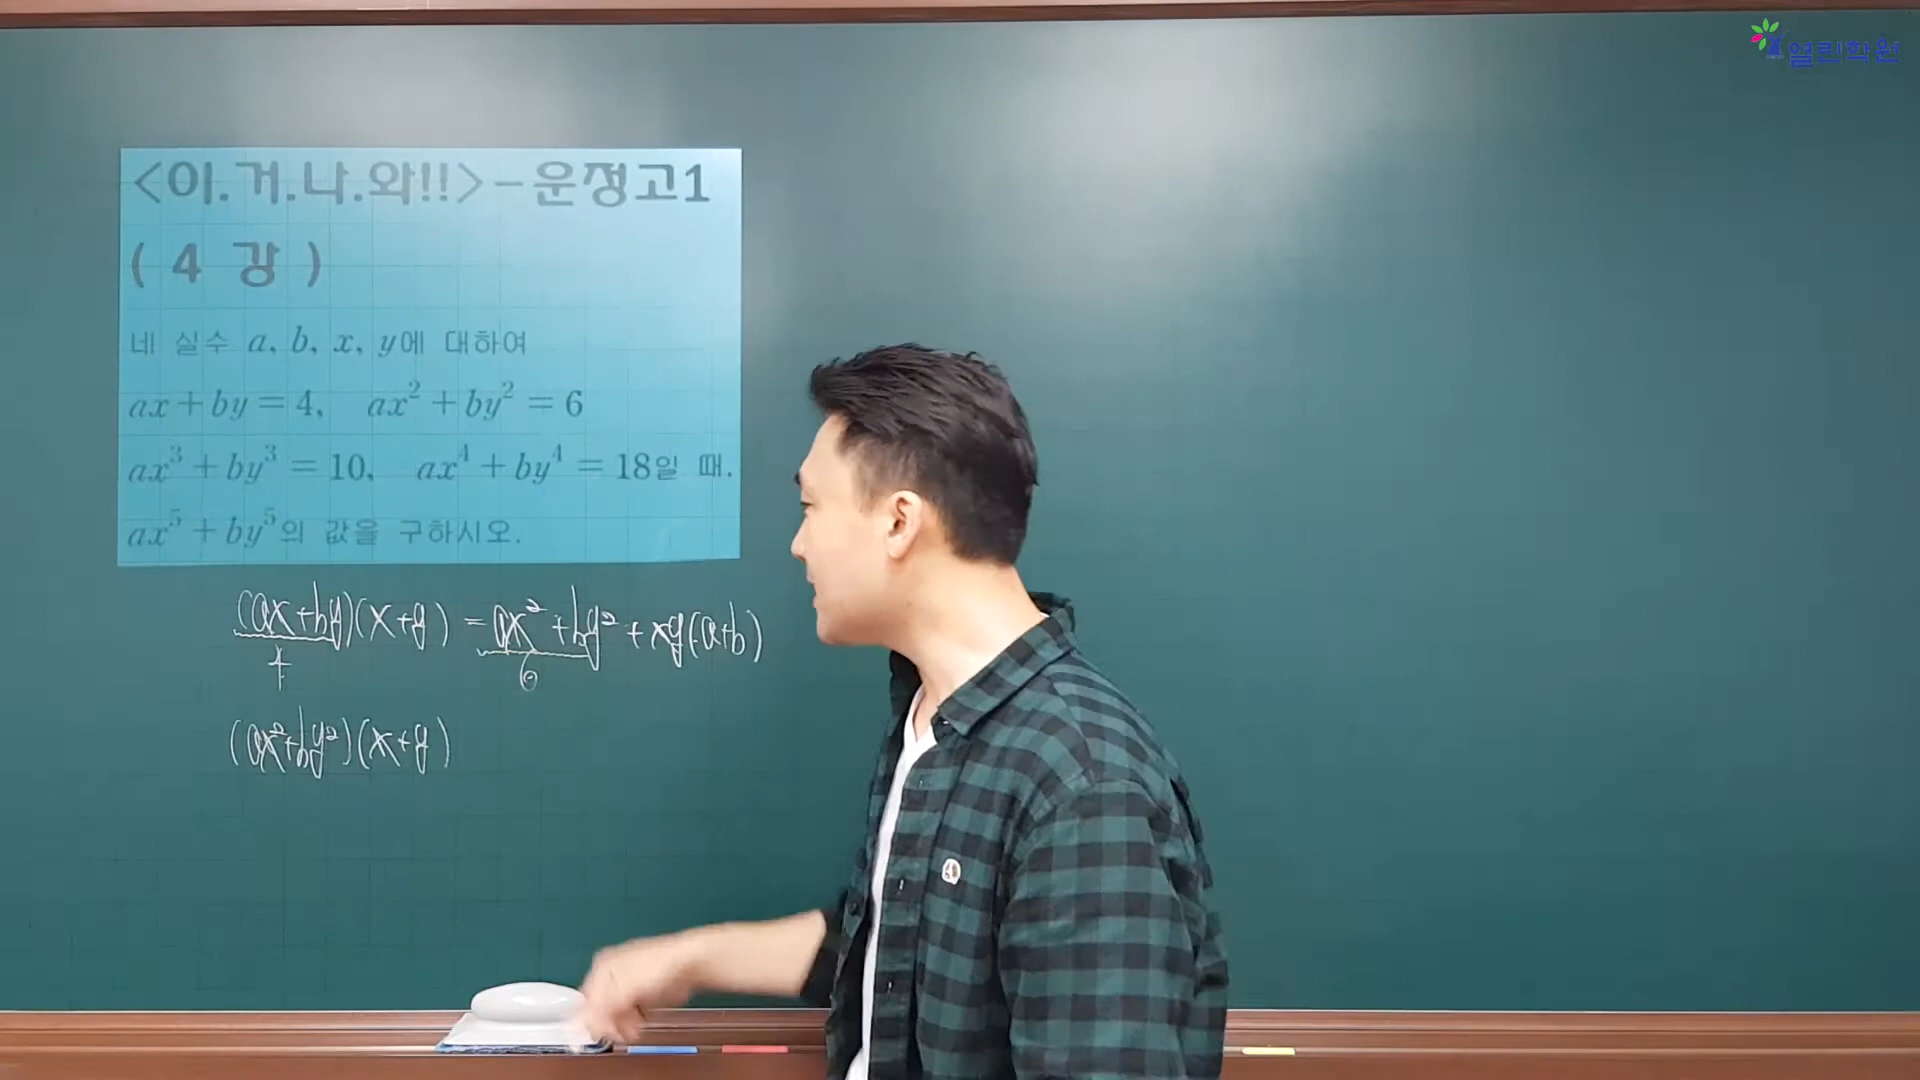 열린학원
<이.거.나.와!!>-운정고1
( 4 강 )
네 실수 a, b, x, y에 대하여
ax+by=4, ax²+by²=6
ax³+by³=10, ax⁴+by⁴=18일 때.
ax⁵+by⁵의 값을 구하시오.
(ax+by)(x+y) = ax²+by²+xy(a+b)
4 6
(ax²+by²)(x+y)